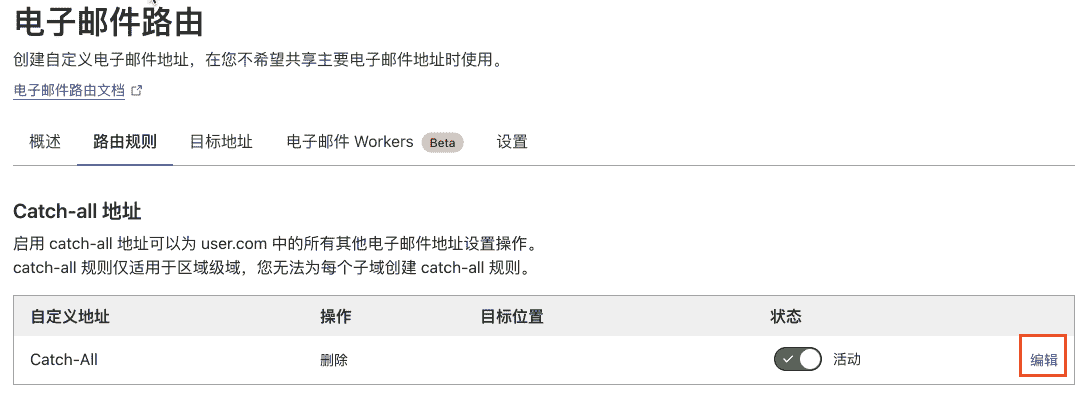 电子邮件路由
创建自定义电子邮件地址，在您不希望共享主要电子邮件地址时使用。
电子邮件路由文档
概述 路由规则 目标地址 电子邮件 Workers Beta 设置
Catch-all 地址
启用 catch-all 地址可以为 user.com 中的所有其他电子邮件地址设置操作。
catch-all 规则仅适用于区域级域，您无法为每个子域创建 catch-all 规则。
自定义地址 操作 目标位置 状态
Catch-All 删除 活动 编辑